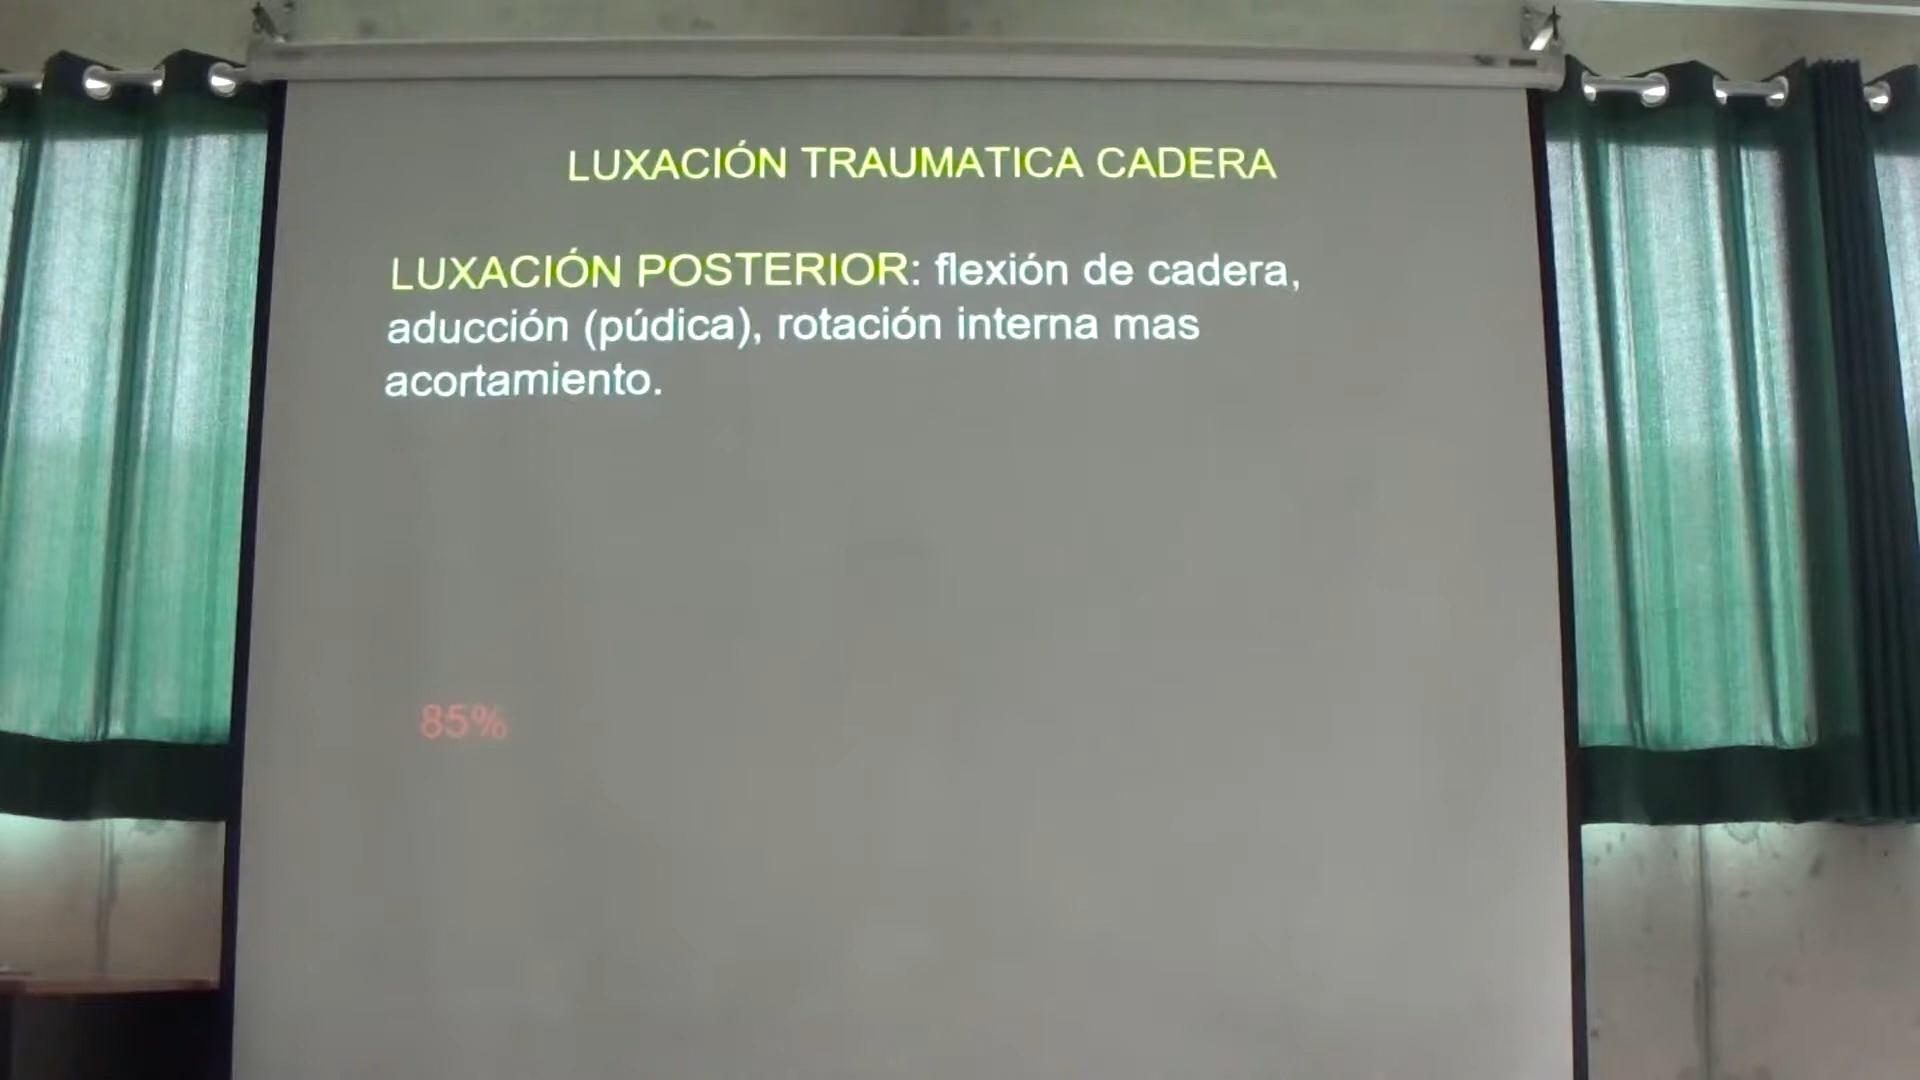 LUXACIÓN TRAUMATICA CADERA
LUXACIÓN POSTERIOR: flexión de cadera,
aducción (púdica), rotación interna mas
acortamiento.
85%